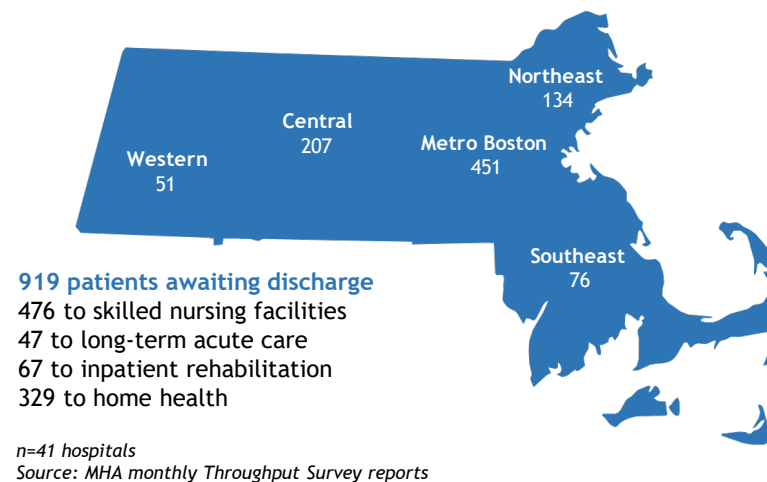 Northeast
134
Central
207
Metro Boston
451
Western
51
Southeast
76
919 patients awaiting discharge
476 to skilled nursing facilities
47 to long-term acute care
67 to inpatient rehabilitation
329 to home health
n=41 hospitals
Source: MHA monthly Throughput Survey reports